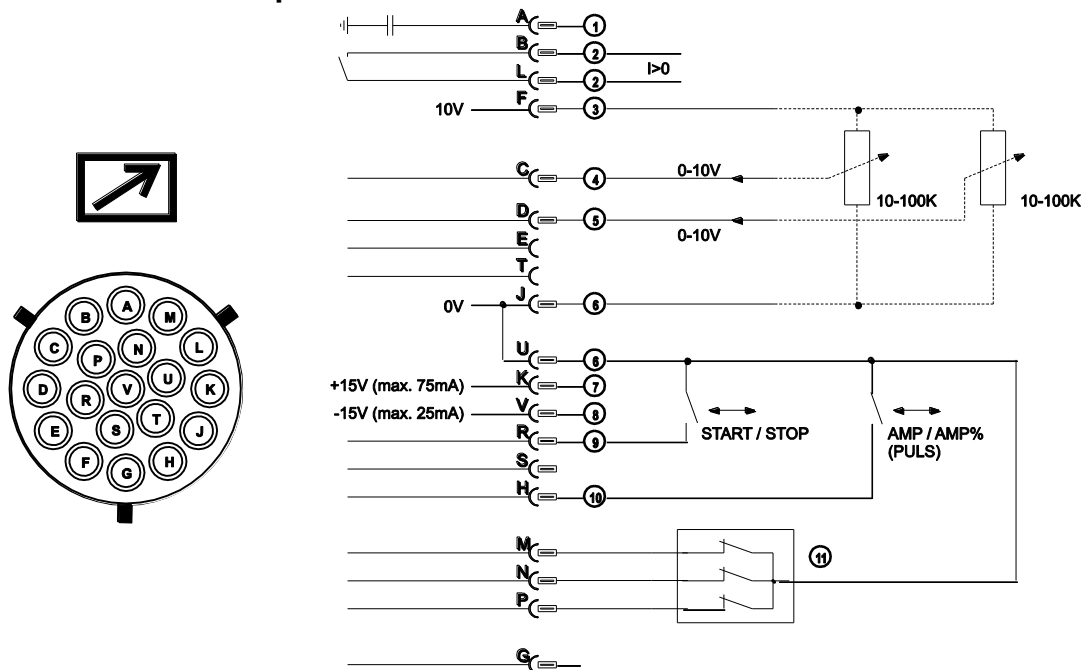 A 1
B 2
L 2 I>0
10V F 3
C 4 0-10V
10-100K 10-100K
D 5
0-10V
E
T
0V J 6
U 6
+15V (max. 75mA) K 7
-15V (max. 25mA) V 8
R 9 START / STOP AMP / AMP%
(PULS)
S
H 10
M 11
N
P
G
A
B M
C P N L
D R V U K
E S T J
F G H